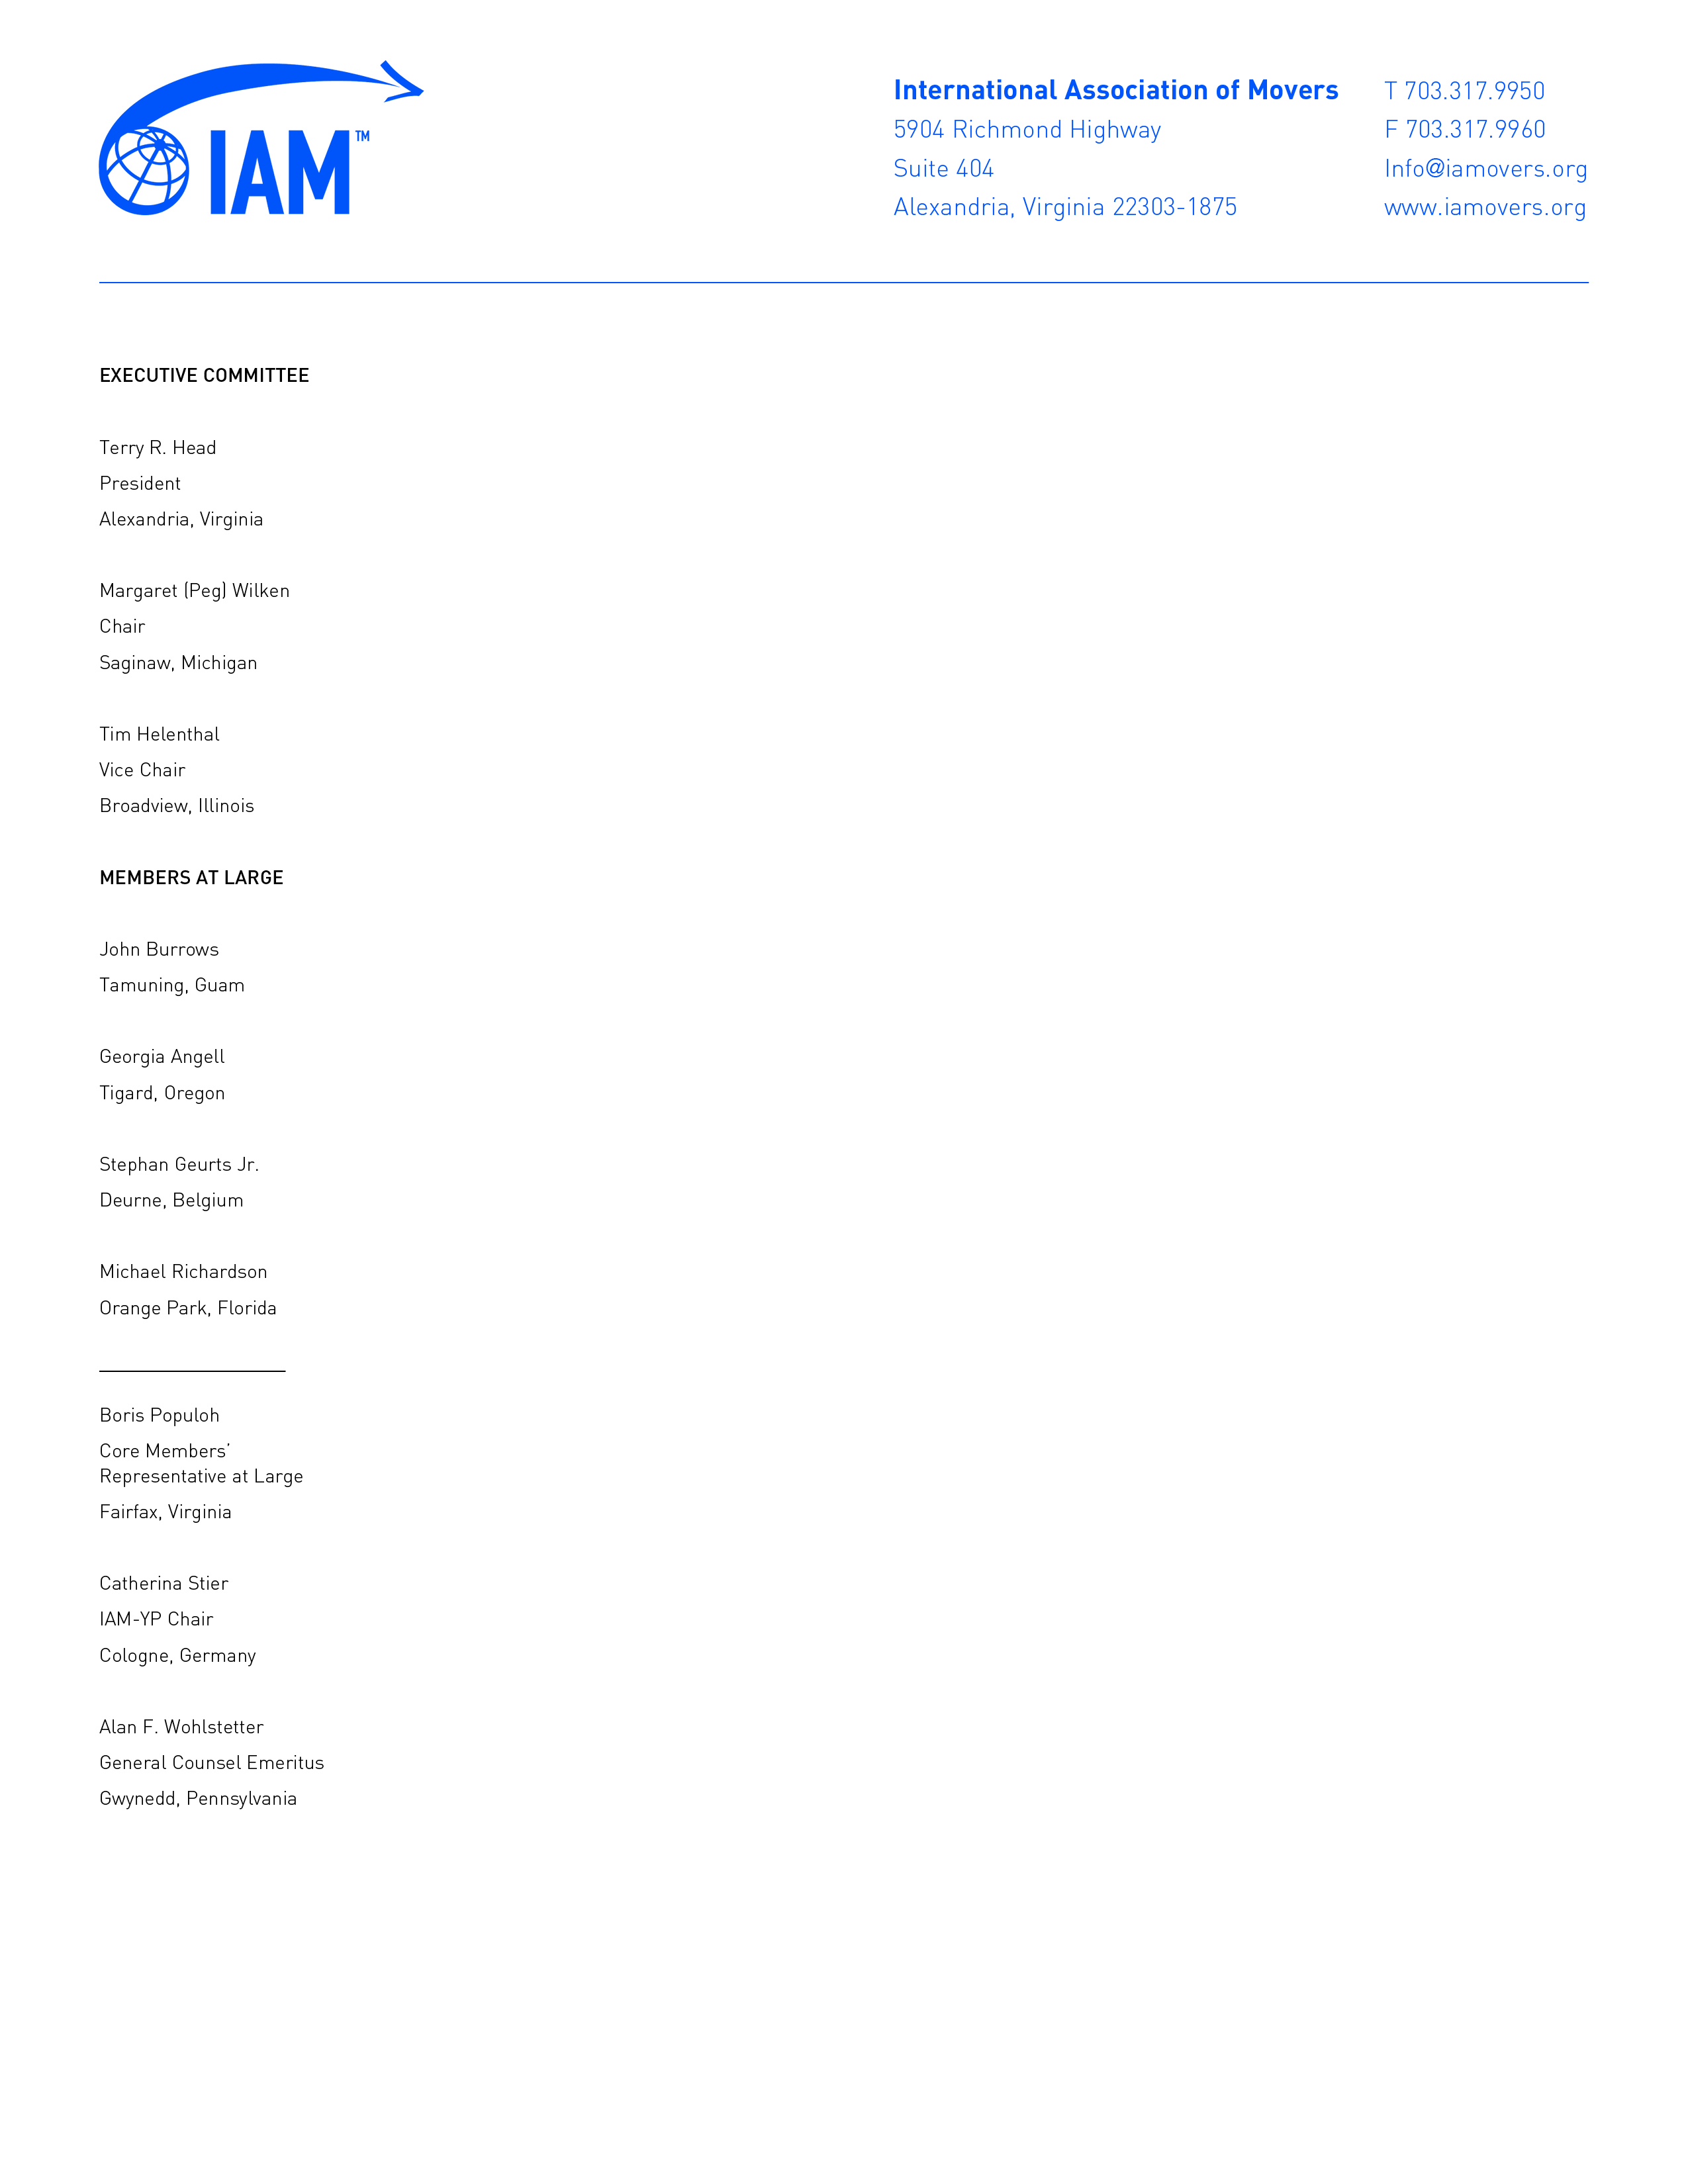 IAM™
International Association of Movers
5904 Richmond Highway
Suite 404
Alexandria, Virginia 22303-1875
T 703.317.9950
F 703.317.9960
Info@iamovers.org
www.iamovers.org
EXECUTIVE COMMITTEE
Terry R. Head
President
Alexandria, Virginia
Margaret (Peg) Wilken
Chair
Saginaw, Michigan
Tim Helenthal
Vice Chair
Broadview, Illinois
MEMBERS AT LARGE
John Burrows
Tamuning, Guam
Georgia Angell
Tigard, Oregon
Stephan Geurts Jr.
Deurne, Belgium
Michael Richardson
Orange Park, Florida
Boris Populoh
Core Members’
Representative at Large
Fairfax, Virginia
Catherina Stier
IAM-YP Chair
Cologne, Germany
Alan F. Wohlstetter
General Counsel Emeritus
Gwynedd, Pennsylvania